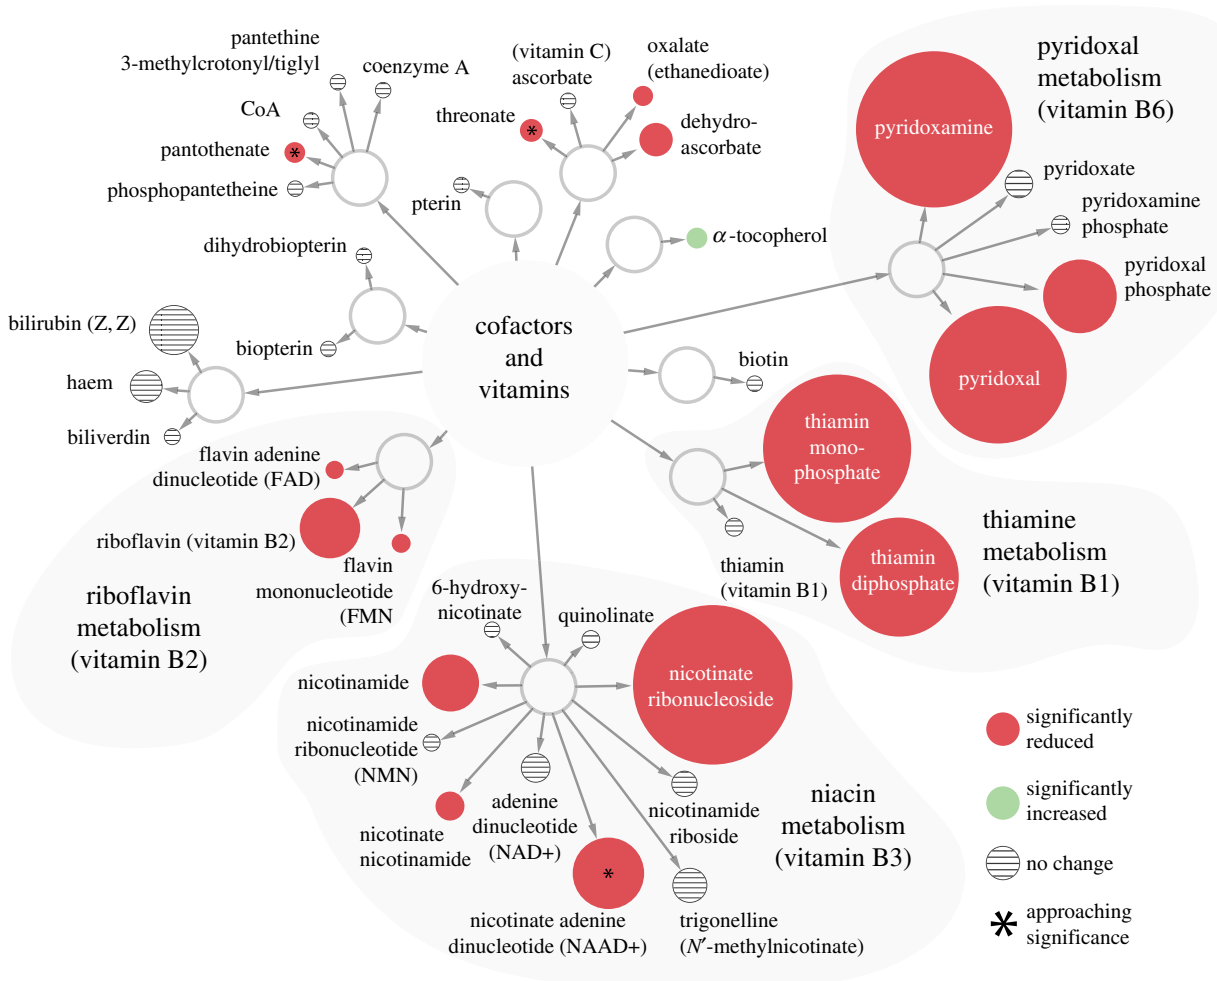 pantethine
3-methylcrotonyl/tiglyl
coenzyme A
CoA
pantothenate
*
phosphopantetheine
(vitamin C)
ascorbate
oxalate
(ethanedioate)
threonate
*
dehydro-
ascorbate
pterin
α-tocopherol
dihydrobiopterin
biopterin
bilirubin (Z, Z)
haem
biliverdin
cofactors
and
vitamins
biotin
pyridoxal
metabolism
(vitamin B6)
pyridoxamine
pyridoxate
pyridoxamine
phosphate
pyridoxal
phosphate
pyridoxal
thiamin
mono-
phosphate
thiamin
diphosphate
thiamin
(vitamin B1)
thiamine
metabolism
(vitamin B1)
flavin adenine
dinucleotide (FAD)
riboflavin (vitamin B2)
flavin
mononucleotide
(FMN
riboflavin
metabolism
(vitamin B2)
6-hydroxy-
nicotinate
quinolinate
nicotinamide
nicotinate
ribonucleoside
nicotinamide
ribonucleotide
(NMN)
nicotinate
nicotinamide
adenine
dinucleotide
(NAD+)
nicotinamide
riboside
*
nicotinate adenine
dinucleotide (NAAD+)
trigonelline
(N′-methylnicotinate)
niacin
metabolism
(vitamin B3)
significantly
reduced
significantly
increased
no change
* approaching
significance